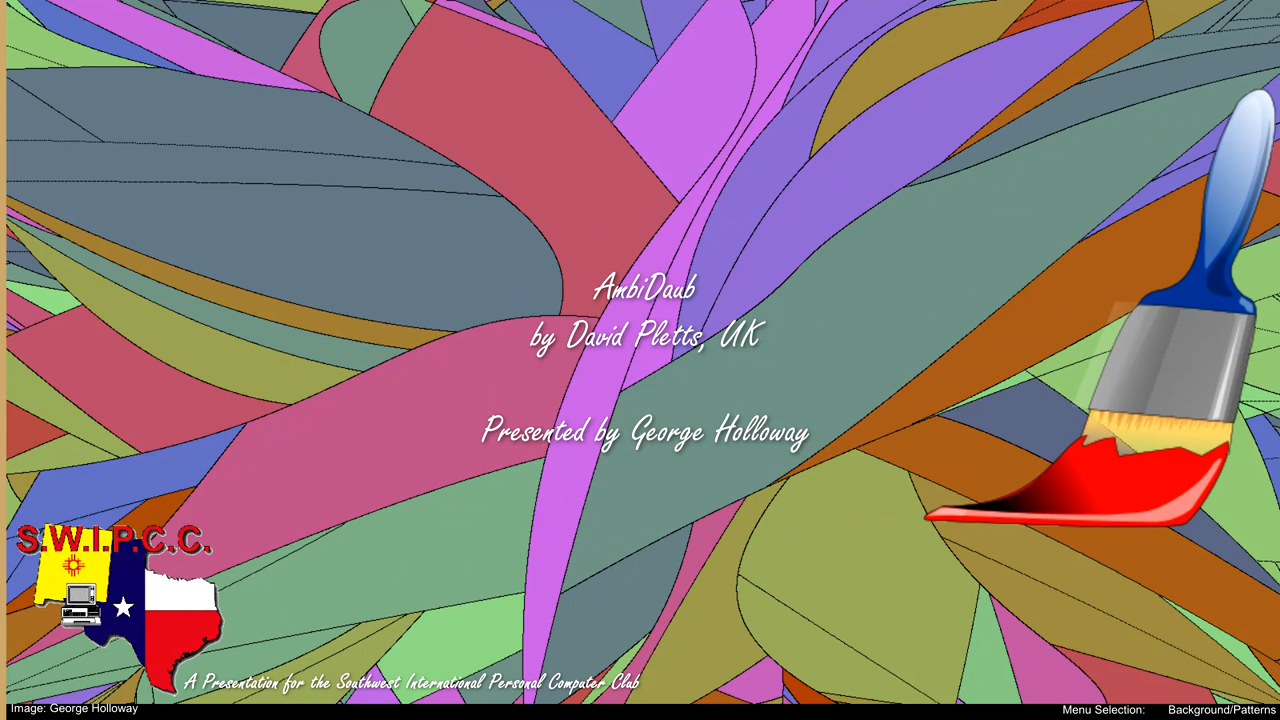 AmbiDaub
by David Pletts, UK
Presented by George Holloway
S.W.I.P.C.C.
A Presentation for the Southwest International Personal Computer Club
Image: George Holloway
Menu Selection: Background/Patterns